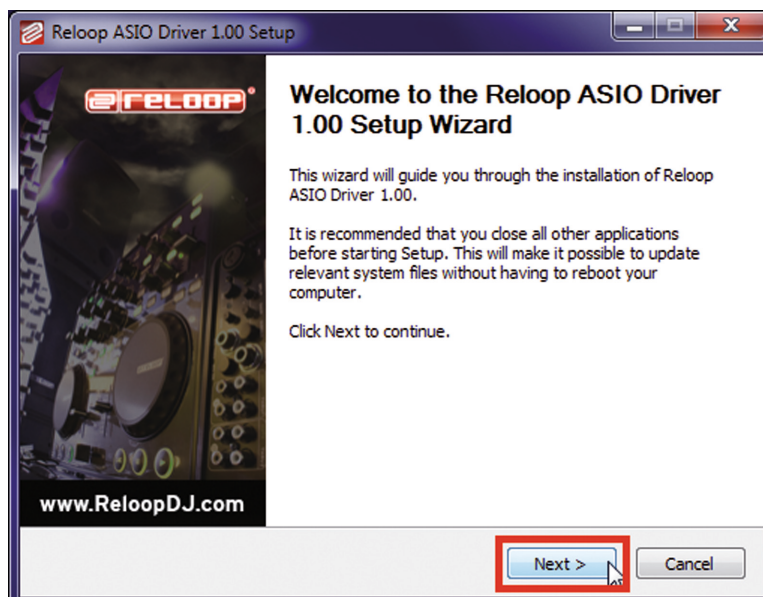 Reloop ASIO Driver 1.00 Setup
reloop
Welcome to the Reloop ASIO Driver
1.00 Setup Wizard
This wizard will guide you through the installation of Reloop
ASIO Driver 1.00.
It is recommended that you close all other applications
before starting Setup. This will make it possible to update
relevant system files without having to reboot your
computer.
Click Next to continue.
www.ReloopDJ.com
Next >
Cancel